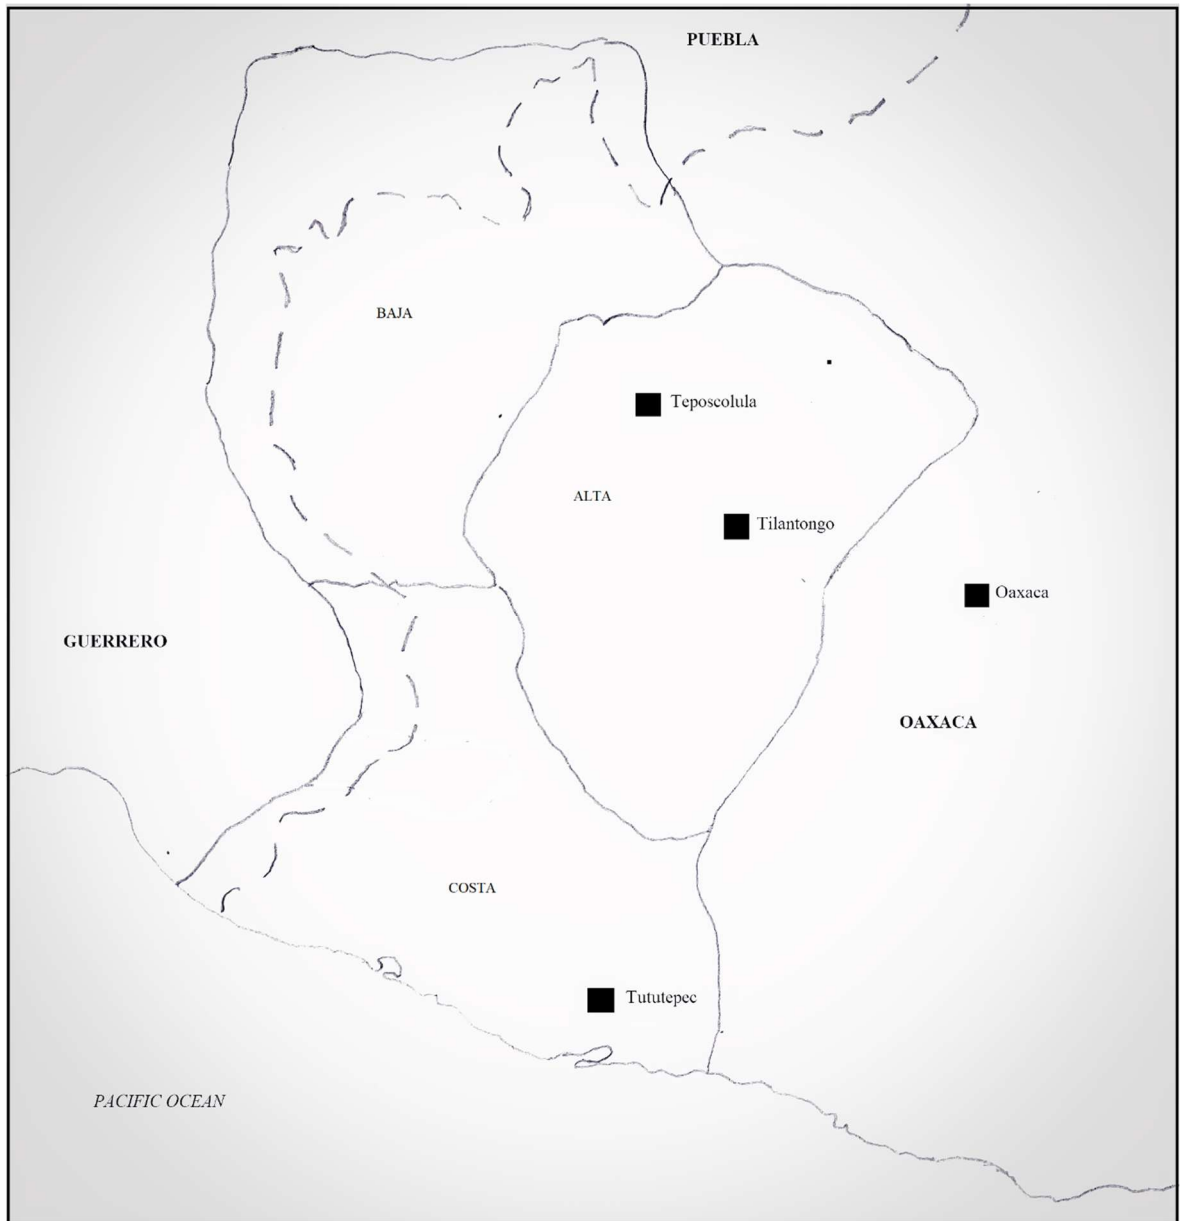 PUEBLA
BAJA
Teposcolula
ALTA
Tilantongo
Oaxaca
GUERRERO
OAXACA
COSTA
Tututepec
PACIFIC OCEAN